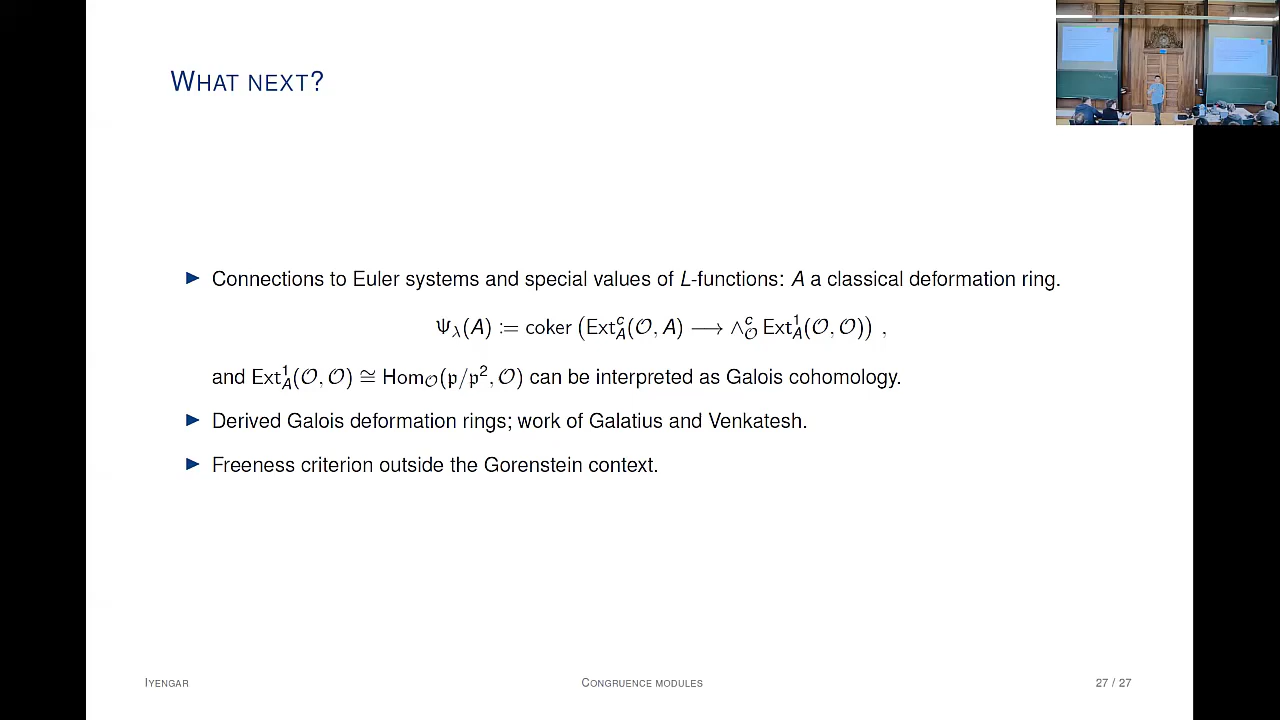 WHAT NEXT?
▶ Connections to Euler systems and special values of L-functions: A a classical deformation ring.
Ψ_λ(A) := coker (Ext^c_A(𝒪, A) ⟶ ∧^c_𝒪 Ext^1_A(𝒪, 𝒪)) ,
and Ext^1_A(𝒪, 𝒪) ≅ Hom_𝒪(𝔭/𝔭^2, 𝒪) can be interpreted as Galois cohomology.
▶ Derived Galois deformation rings; work of Galatius and Venkatesh.
▶ Freeness criterion outside the Gorenstein context.
IYENGAR
CONGRUENCE MODULES
27 / 27